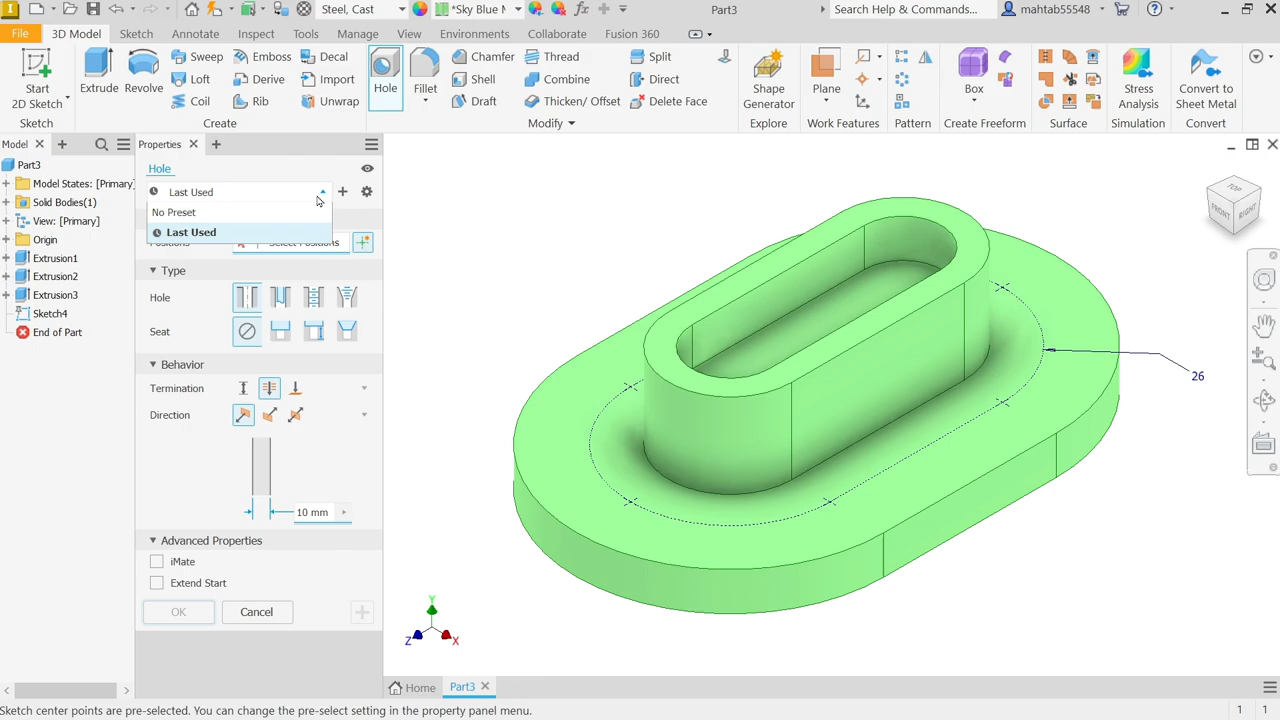 I Steel, Cast *Sky Blue M Part3 Search Help & Commands... mahtab55548 ?
File 3D Model Sketch Annotate Inspect Tools Manage View Environments Collaborate Fusion 360
Start
2D Sketch
Extrude
Revolve
Sweep Emboss Decal
Loft Derive Import
Coil Rib Unwrap
Hole
Fillet
Chamfer Thread Split
Shell Combine Direct
Draft Thicken/ Offset Delete Face
Shape
Generator
Plane
Box
Stress
Analysis
Convert to
Sheet Metal
Sketch Create Modify Explore Work Features Pattern Create Freeform Surface Simulation Convert
Model Properties
Part3
Model States: [Primary]
Solid Bodies(1)
View: [Primary]
Origin
Extrusion1
Extrusion2
Extrusion3
Sketch4
End of Part
Hole
Last Used
No Preset
Last Used
Positions Select Positions
Type
Hole
Seat
Behavior
Termination
Direction
10 mm
Advanced Properties
iMate
Extend Start
OK Cancel
TOP
FRONT RIGHT
26
Y
Z X
Home Part3
Sketch center points are pre-selected. You can change the pre-select setting in the property panel menu. 1 1